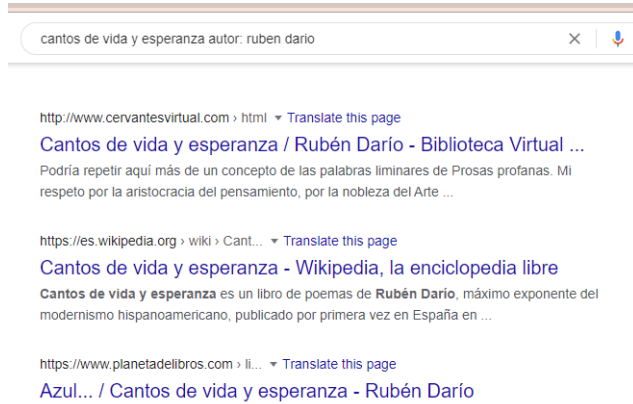 cantos de vida y esperanza autor: ruben dario
http://www.cervantesvirtual.com › html ▾ Translate this page
Cantos de vida y esperanza / Rubén Darío - Biblioteca Virtual ...
Podría repetir aquí más de un concepto de las palabras liminares de Prosas profanas. Mi
respeto por la aristocracia del pensamiento, por la nobleza del Arte ...
https://es.wikipedia.org › wiki › Cant... ▾ Translate this page
Cantos de vida y esperanza - Wikipedia, la enciclopedia libre
Cantos de vida y esperanza es un libro de poemas de Rubén Darío, máximo exponente del
modernismo hispanoamericano, publicado por primera vez en España en ...
https://www.planetadelibros.com › li... ▾ Translate this page
Azul... / Cantos de vida y esperanza - Rubén Darío